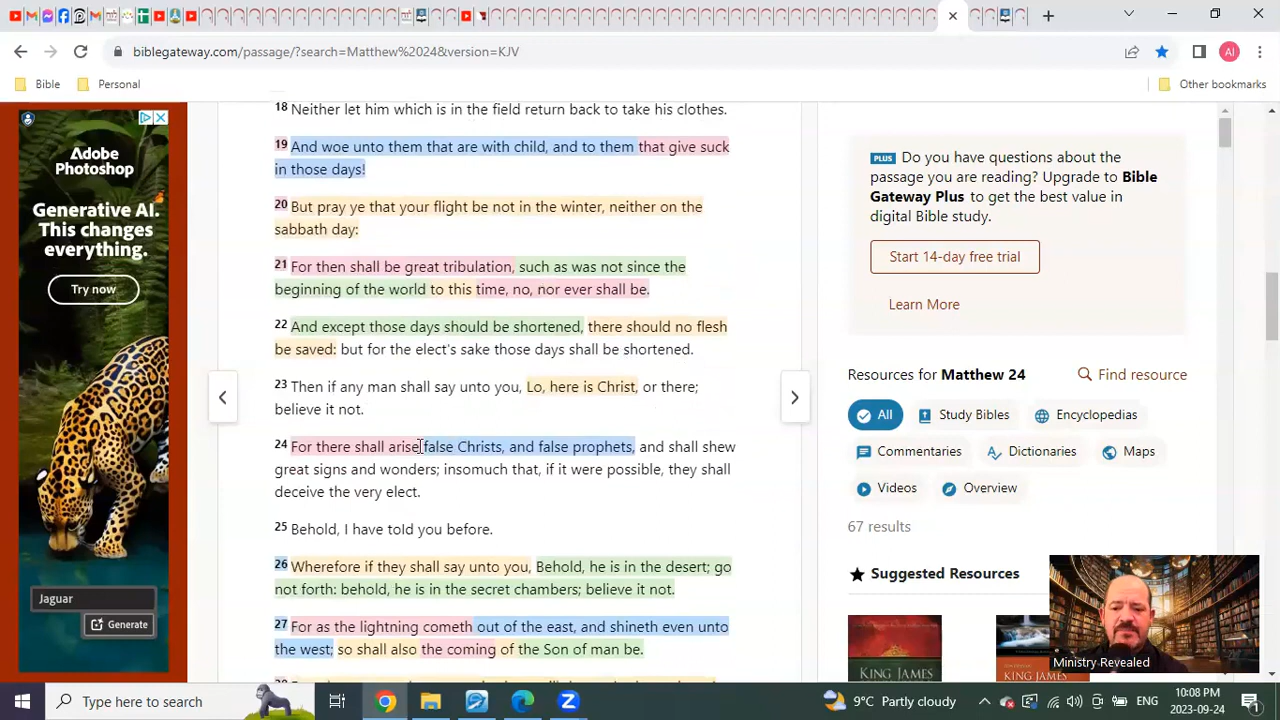 biblegateway.com/passage/?search=Matthew%2024&version=KJV
AI
Bible
Personal
Other bookmarks
Adobe
Photoshop
Generative AI.
This changes
everything.
Try now
Jaguar
Generate
18 Neither let him which is in the field return back to take his clothes.
19 And woe unto them that are with child, and to them that give suck
in those days!
20 But pray ye that your flight be not in the winter, neither on the
sabbath day:
21 For then shall be great tribulation, such as was not since the
beginning of the world to this time, no, nor ever shall be.
22 And except those days should be shortened, there should no flesh
be saved: but for the elect's sake those days shall be shortened.
23 Then if any man shall say unto you, Lo, here is Christ, or there;
believe it not.
24 For there shall arise false Christs, and false prophets, and shall shew
great signs and wonders; insomuch that, if it were possible, they shall
deceive the very elect.
25 Behold, I have told you before.
26 Wherefore if they shall say unto you, Behold, he is in the desert; go
not forth: behold, he is in the secret chambers; believe it not.
27 For as the lightning cometh out of the east, and shineth even unto
the west; so shall also the coming of the Son of man be.
PLUS Do you have questions about the
passage you are reading? Upgrade to Bible
Gateway Plus to get the best value in
digital Bible study.
Start 14-day free trial
Learn More
Resources for Matthew 24
Find resource
All
Study Bibles
Encyclopedias
Commentaries
Dictionaries
Maps
Videos
Overview
67 results
Suggested Resources
KING JAMES
KING JAMES
Ministry Revealed
Type here to search
9°C Partly cloudy
ENG
10:08 PM
2023-09-24
1